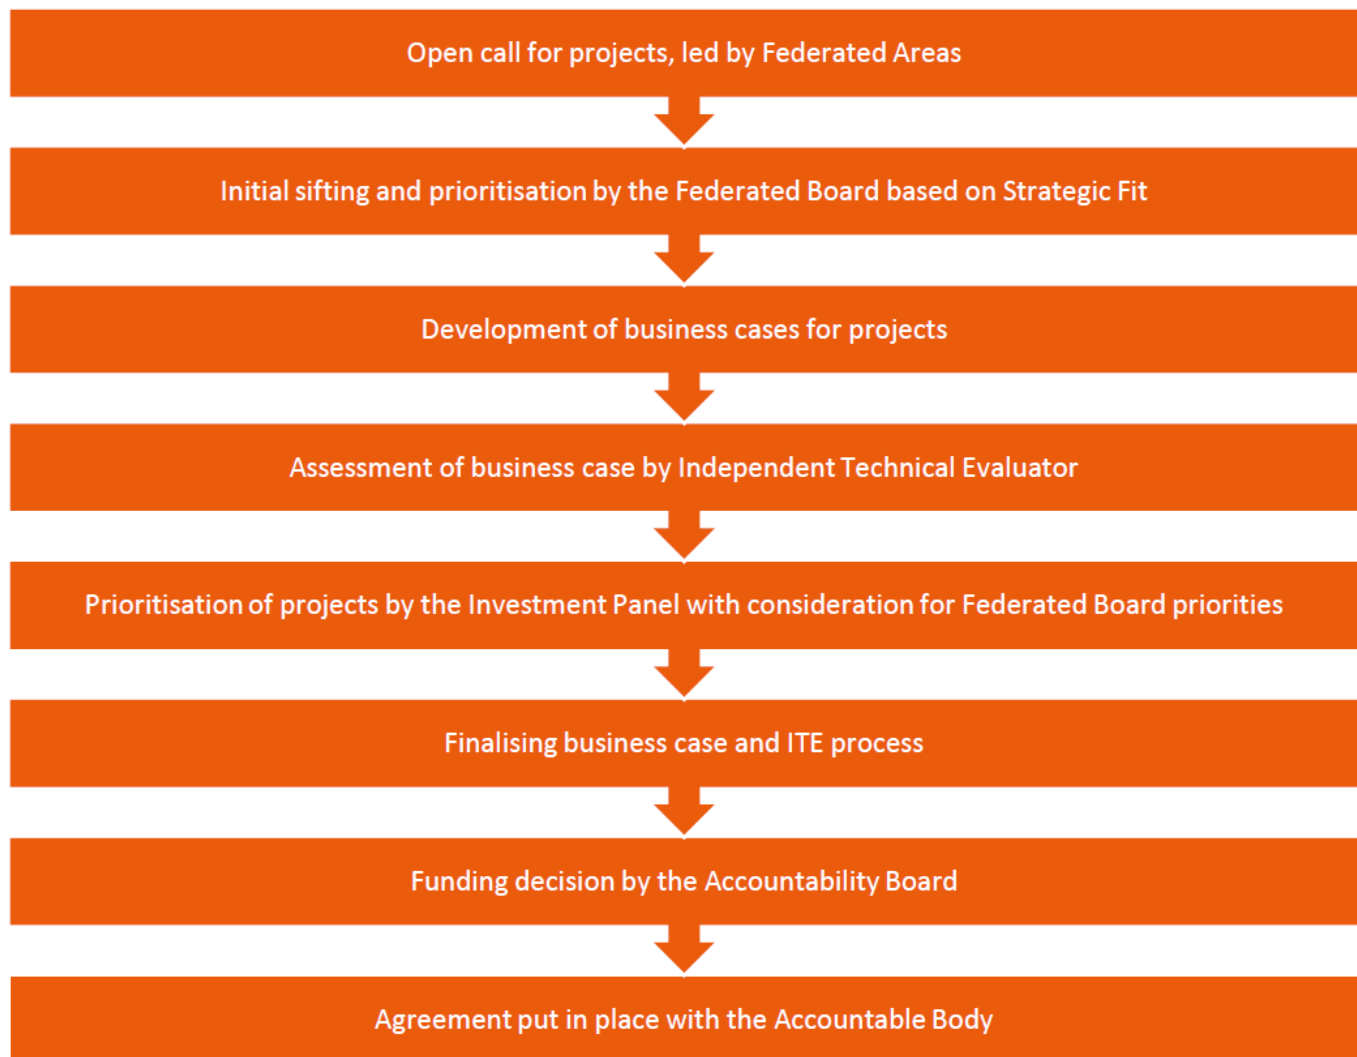 Open call for projects, led by Federated Areas
Initial sifting and prioritisation by the Federated Board based on Strategic Fit
Development of business cases for projects
Assessment of business case by Independent Technical Evaluator
Prioritisation of projects by the Investment Panel with consideration for Federated Board priorities
Finalising business case and ITE process
Funding decision by the Accountability Board
Agreement put in place with the Accountable Body